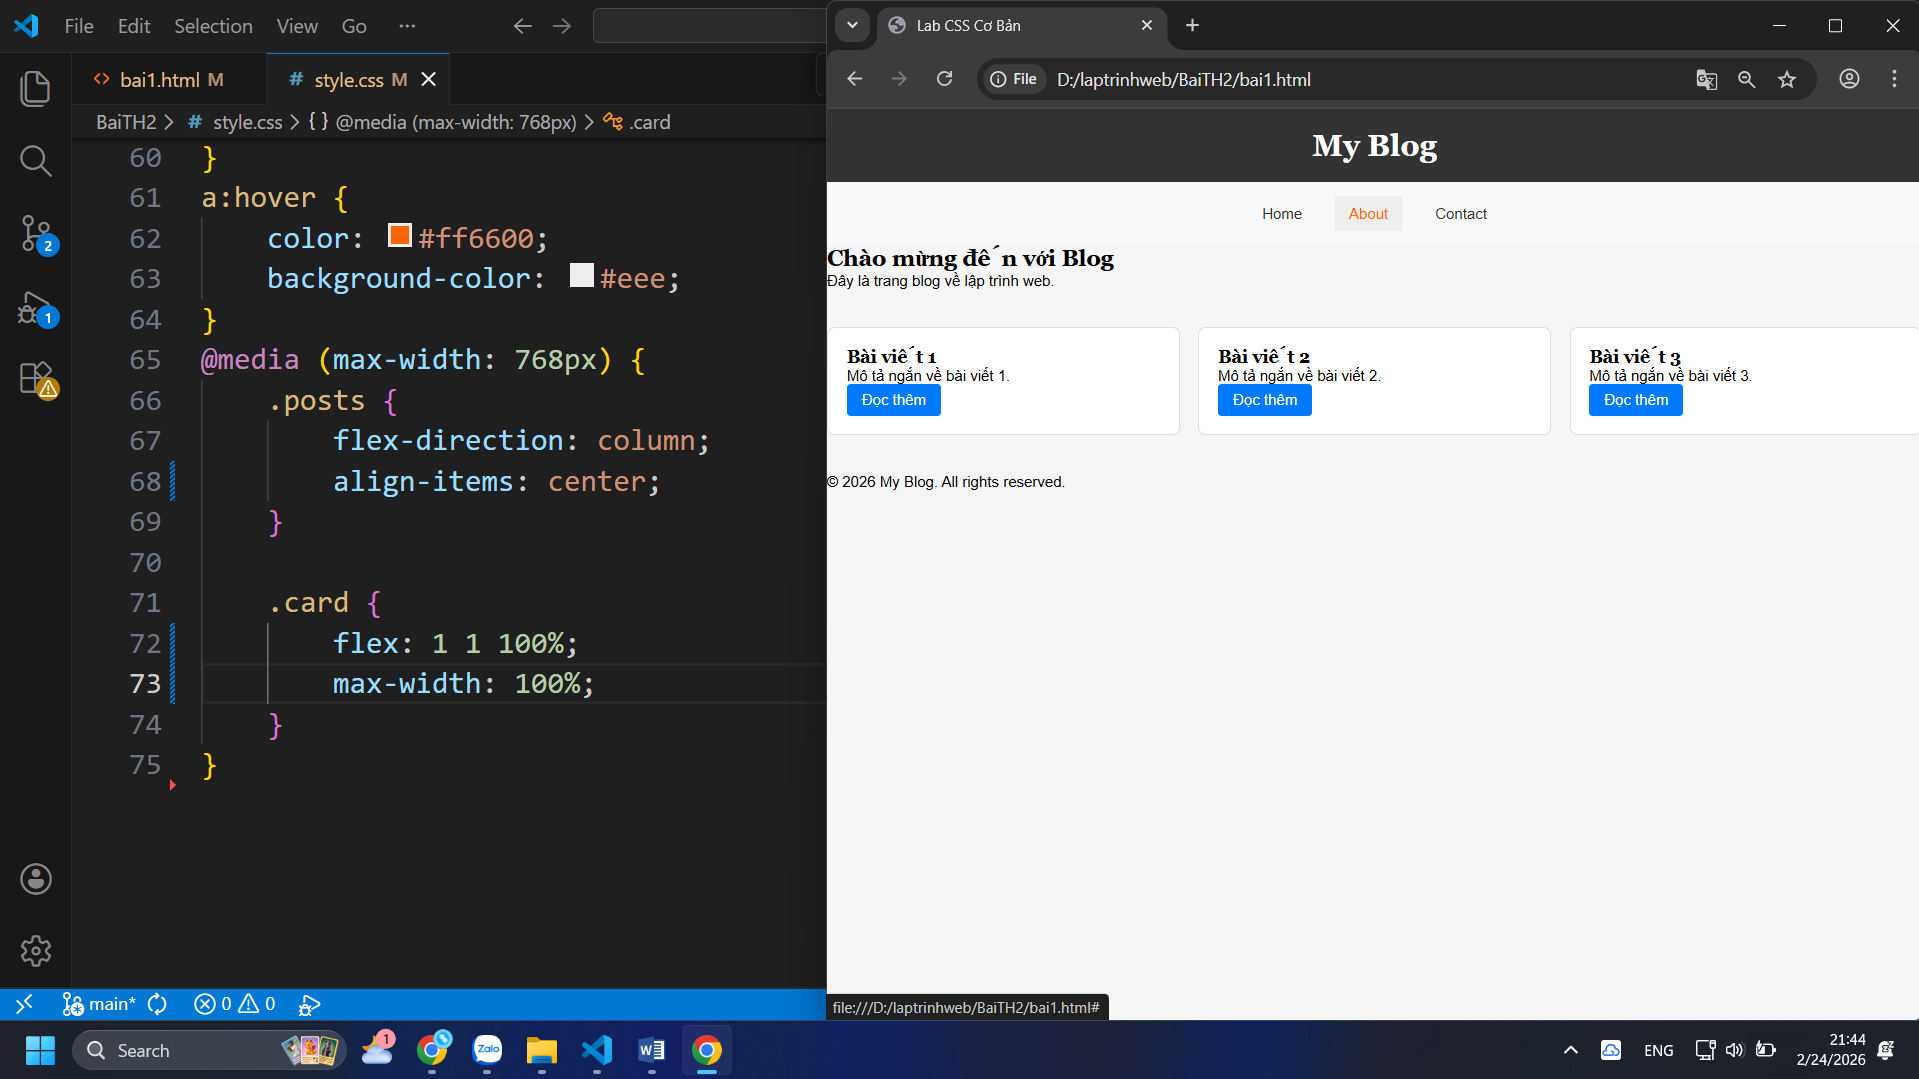 File Edit Selection View Go ···
bai1.html M
style.css M
BaiTH2 > # style.css > { } @media (max-width: 768px) > .card
60 }
61 a:hover {
62 color: #ff6600;
63 background-color: #eee;
64 }
65 @media (max-width: 768px) {
66 .posts {
67 flex-direction: column;
68 align-items: center;
69 }
70
71 .card {
72 flex: 1 1 100%;
73 max-width: 100%;
74 }
75 }
2
1
main* 0 0
Lab CSS Cơ Bản
File D:/laptrinhweb/BaiTH2/bai1.html
My Blog
Home About Contact
Chào mừng đến với Blog
Đây là trang blog về lập trình web.
Bài viết 1
Mô tả ngắn về bài viết 1.
Đọc thêm
Bài viết 2
Mô tả ngắn về bài viết 2.
Đọc thêm
Bài viết 3
Mô tả ngắn về bài viết 3.
Đọc thêm
© 2026 My Blog. All rights reserved.
file:///D:/laptrinhweb/BaiTH2/bai1.html#
Search
1
Zalo
ENG
21:44
2/24/2026